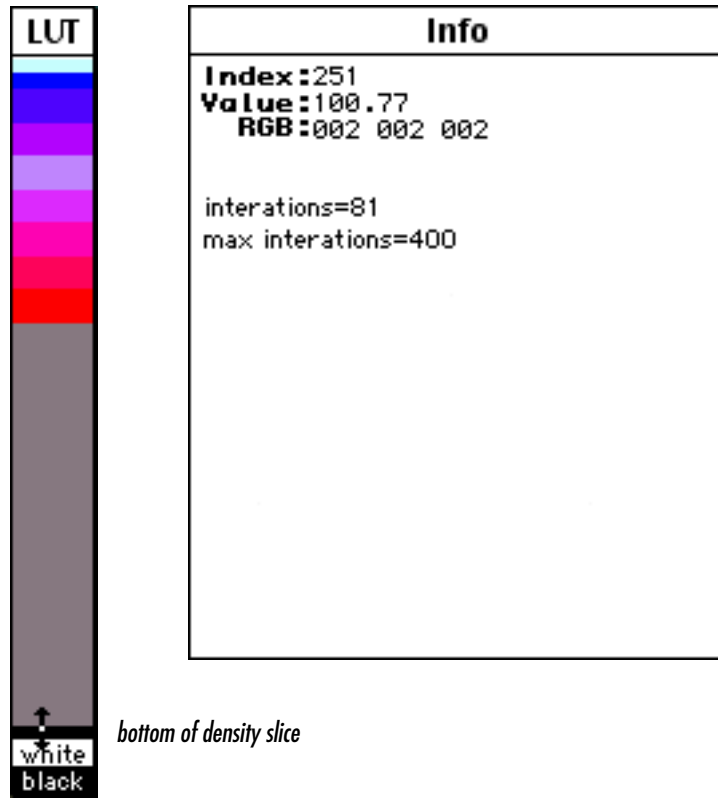 LUT
Info
Index:251
Value:100.77
RGB:002 002 002
interations=81
max interations=400
bottom of density slice
white
black